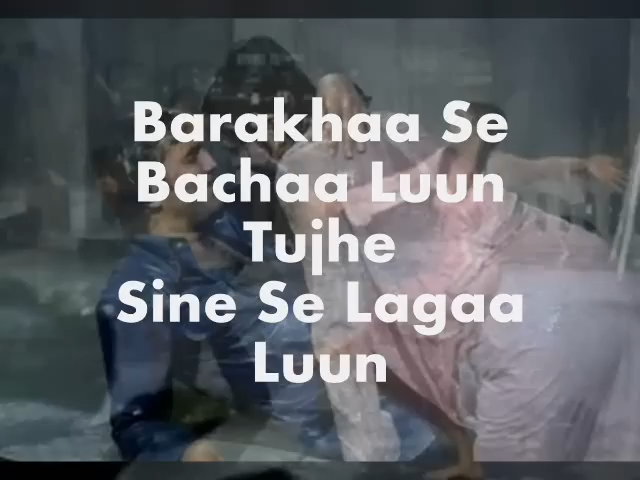 Barakhaa Se
Bachaa Luun
Tujhe
Sine Se Lagaa
Luun